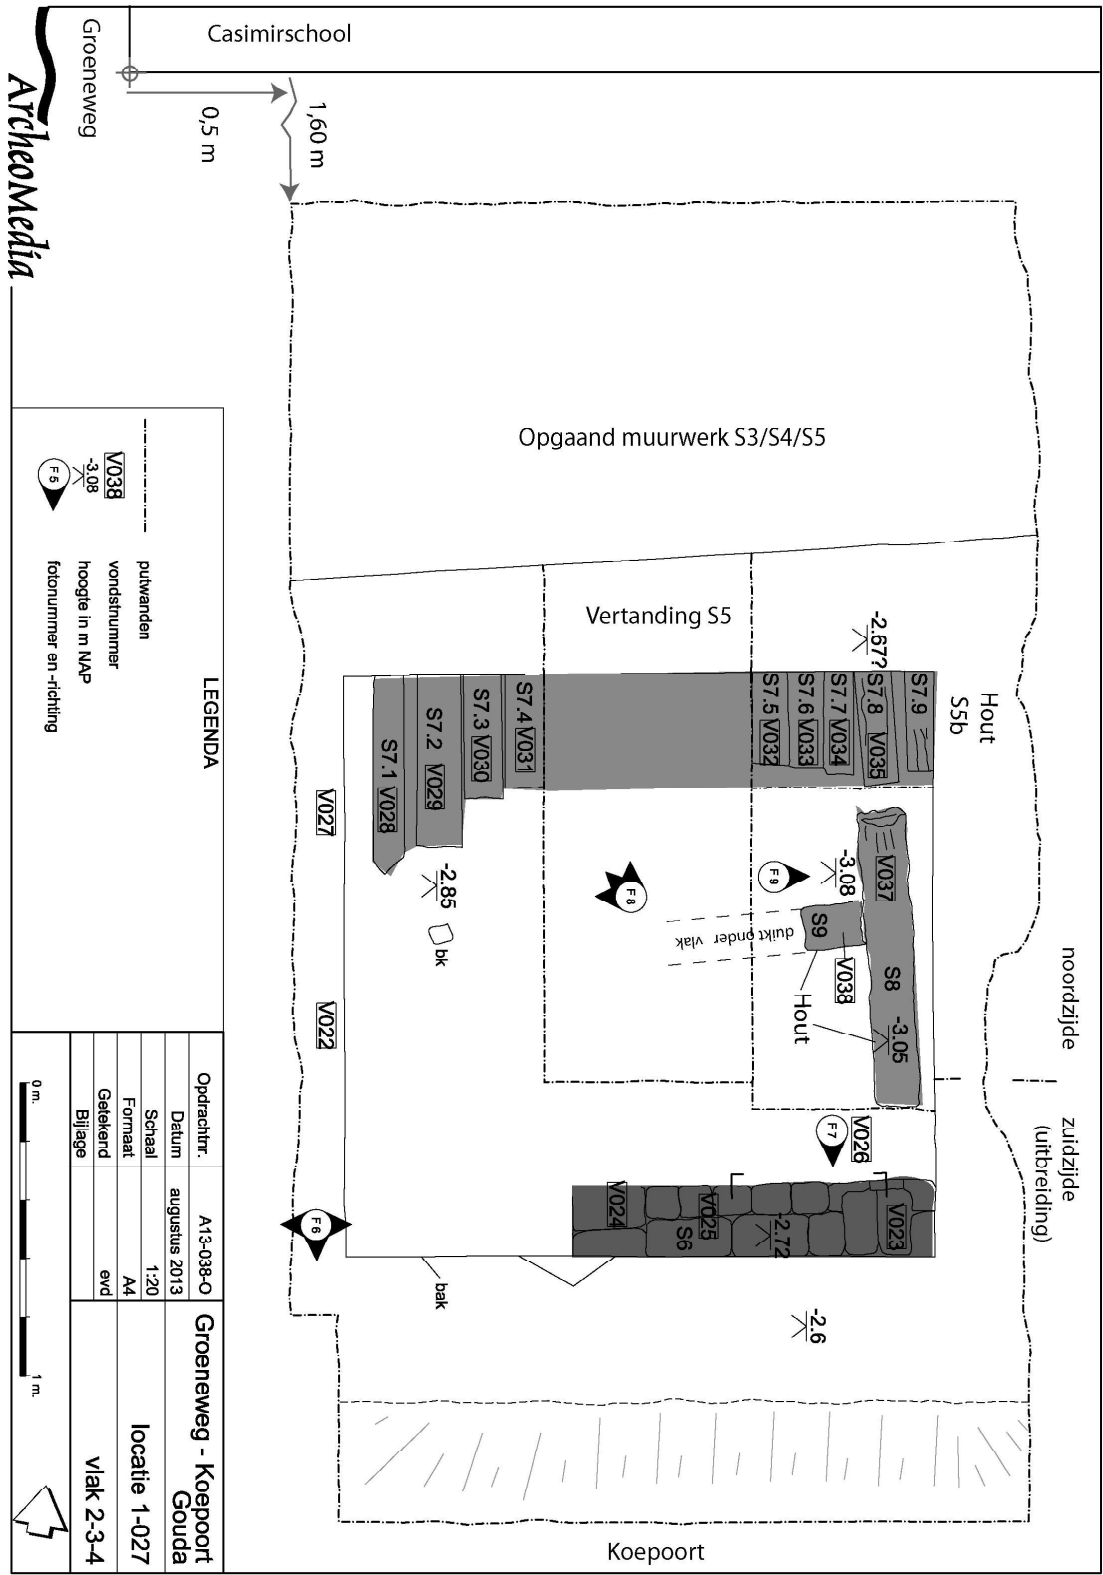 Casimirschool
Groeneweg
1,60 m
0,5 m
ArcheoMedia
Opgaand muurwerk S3/S4/S5
Vertanding S5
-2.67?
Hout
S5b
S7.9
S7.8 V035
S7.7 V034
S7.6 V033
S7.5 V032
S7.4 V031
S7.3 V030
S7.2 V029
S7.1 V028
V027
-2.85
bk
V022
F 8
F 9
-3.08
V037
S9
duikt onder vlak
V038
Hout
S8
-3.05
noordzijde
zuidzijde
(uitbreiding)
V026
F7
V023
-2.72
V025
S6
V024
F 6
bak
-2.6
Koepoort
LEGENDA
putwanden
V038
vondstnummer
-3.08
hoogte in m NAP
F 5
fotonummer en -richting
Opdrachtnr. A13-038-O
Datum augustus 2013
Schaal 1:20
Formaat A4
Getekend evd
Bijlage
Groeneweg - Koepoort
Gouda
locatie 1-027
vlak 2-3-4
0 m.
1 m.